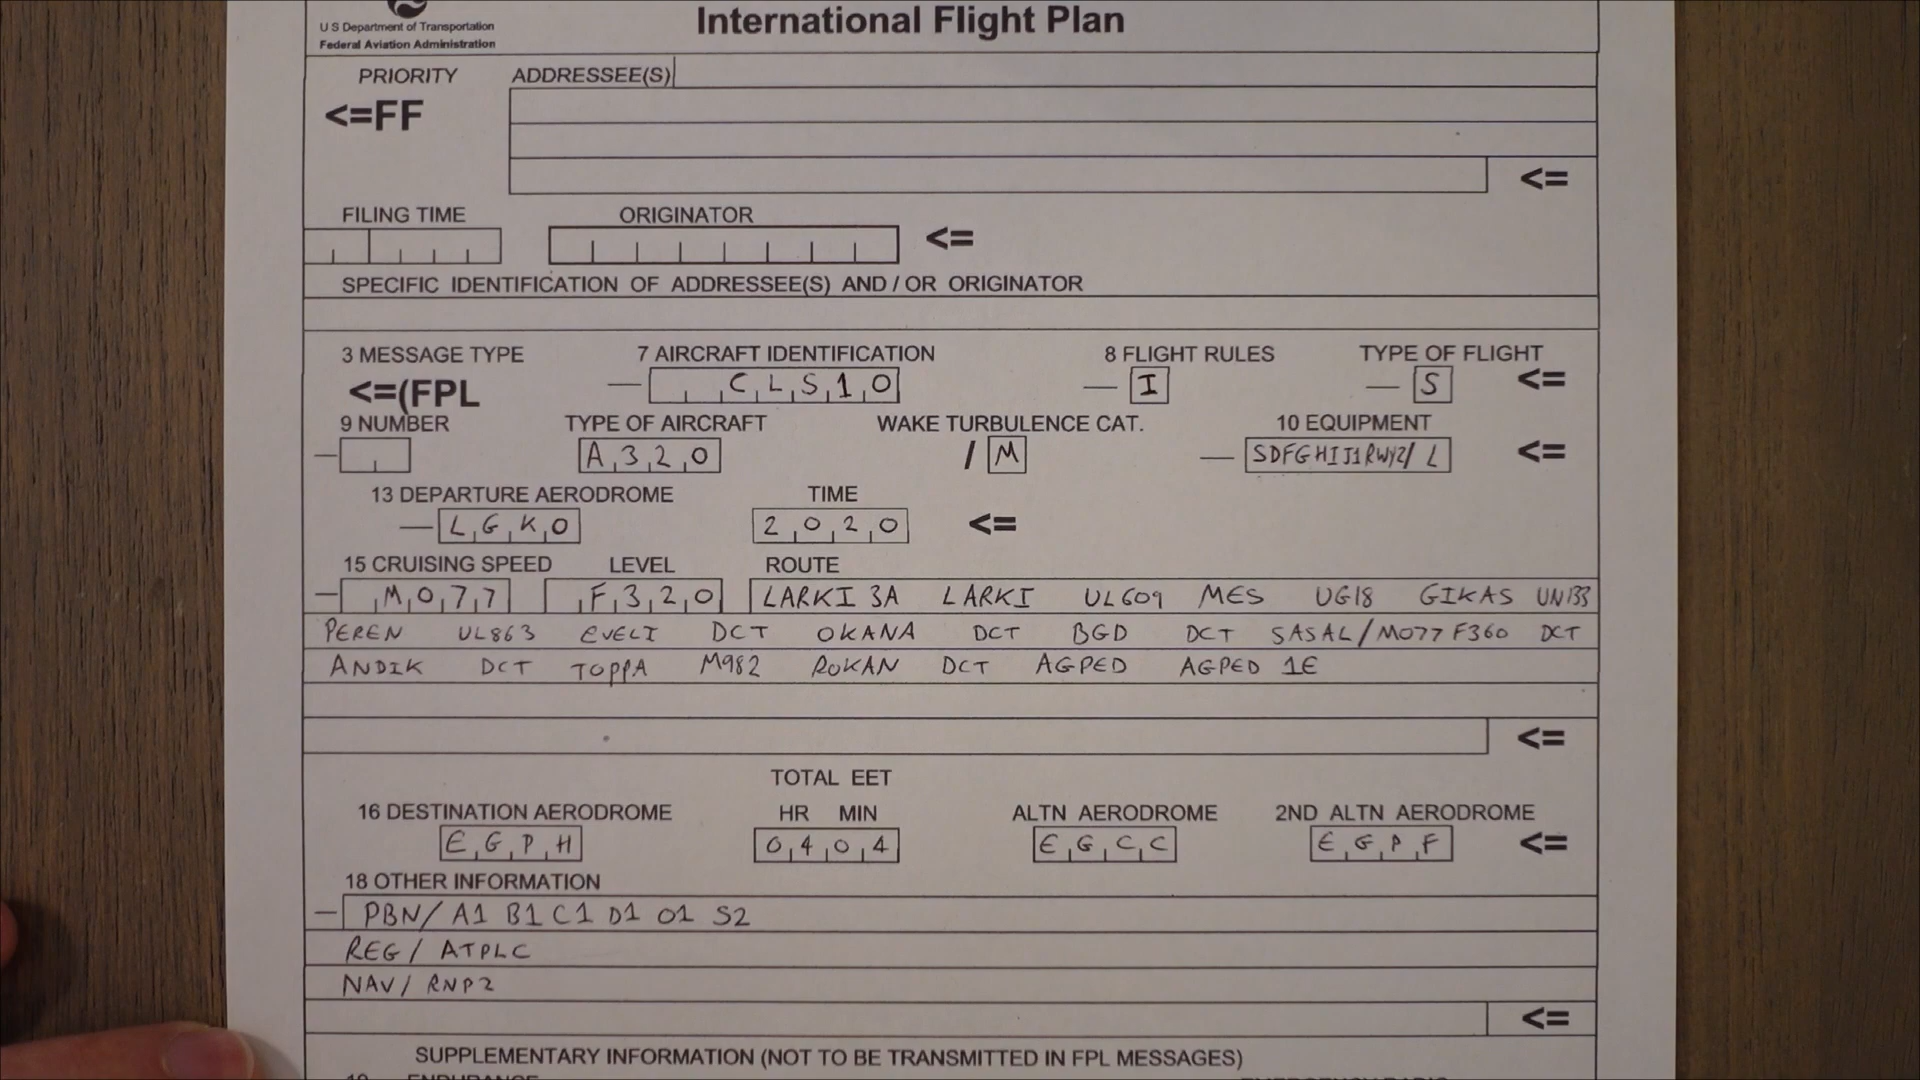 International Flight Plan
U S Department of Transportation
Federal Aviation Administration
PRIORITY ADDRESSEE(S)
<=FF
<=
FILING TIME ORIGINATOR
<=
SPECIFIC IDENTIFICATION OF ADDRESSEE(S) AND / OR ORIGINATOR
3 MESSAGE TYPE 7 AIRCRAFT IDENTIFICATION 8 FLIGHT RULES TYPE OF FLIGHT
<=(FPL — CLS10 — I — S <=
9 NUMBER TYPE OF AIRCRAFT WAKE TURBULENCE CAT. 10 EQUIPMENT
— A320 / M — SDFGHIJ1RWYZ/ L <=
13 DEPARTURE AERODROME TIME
— LGKO 2020 <=
15 CRUISING SPEED LEVEL ROUTE
— M077 F320 LARKI 3A LARKI UL609 MES UG18 GIKAS UN133
PEREN UL863 EVELI DCT OKANA DCT BGD DCT SASAL/M077 F360 DCT
ANDIK DCT TOPPA M982 ROKAN DCT AGPED AGPED 1E
<=
TOTAL EET
16 DESTINATION AERODROME HR MIN ALTN AERODROME 2ND ALTN AERODROME
EGPH 0404 EGCC EGPF <=
18 OTHER INFORMATION
— PBN/ A1 B1 C1 D1 O1 S2
REG / ATPLC
NAV/ RNP2
<=
SUPPLEMENTARY INFORMATION (NOT TO BE TRANSMITTED IN FPL MESSAGES)